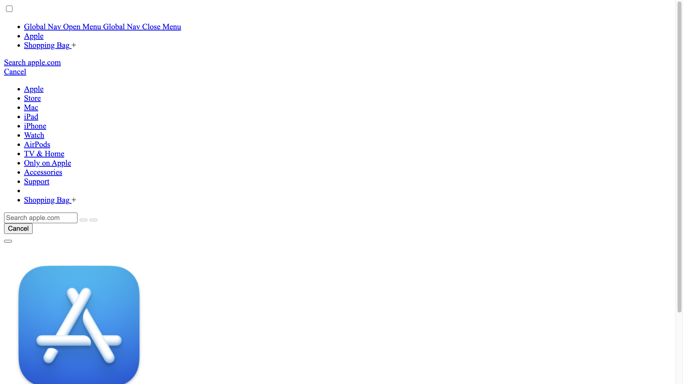 Global Nav Open Menu Global Nav Close Menu
Apple
Shopping Bag +
Search apple.com
Cancel
Apple
Store
Mac
iPad
iPhone
Watch
AirPods
TV & Home
Only on Apple
Accessories
Support
Shopping Bag +
Search apple.com
Cancel